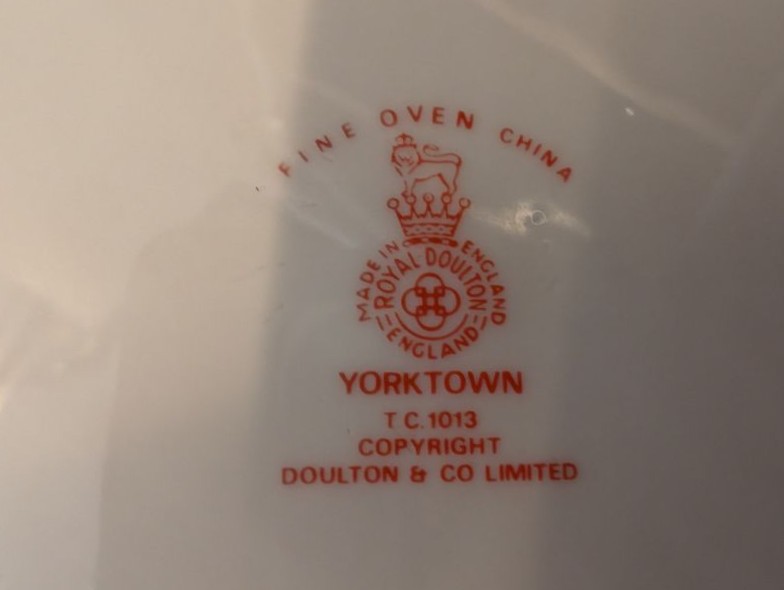 FINE OVEN CHINA
MADE IN ENGLAND
ROYAL DOULTON
ENGLAND
YORKTOWN
T C. 1013
COPYRIGHT
DOULTON & CO LIMITED